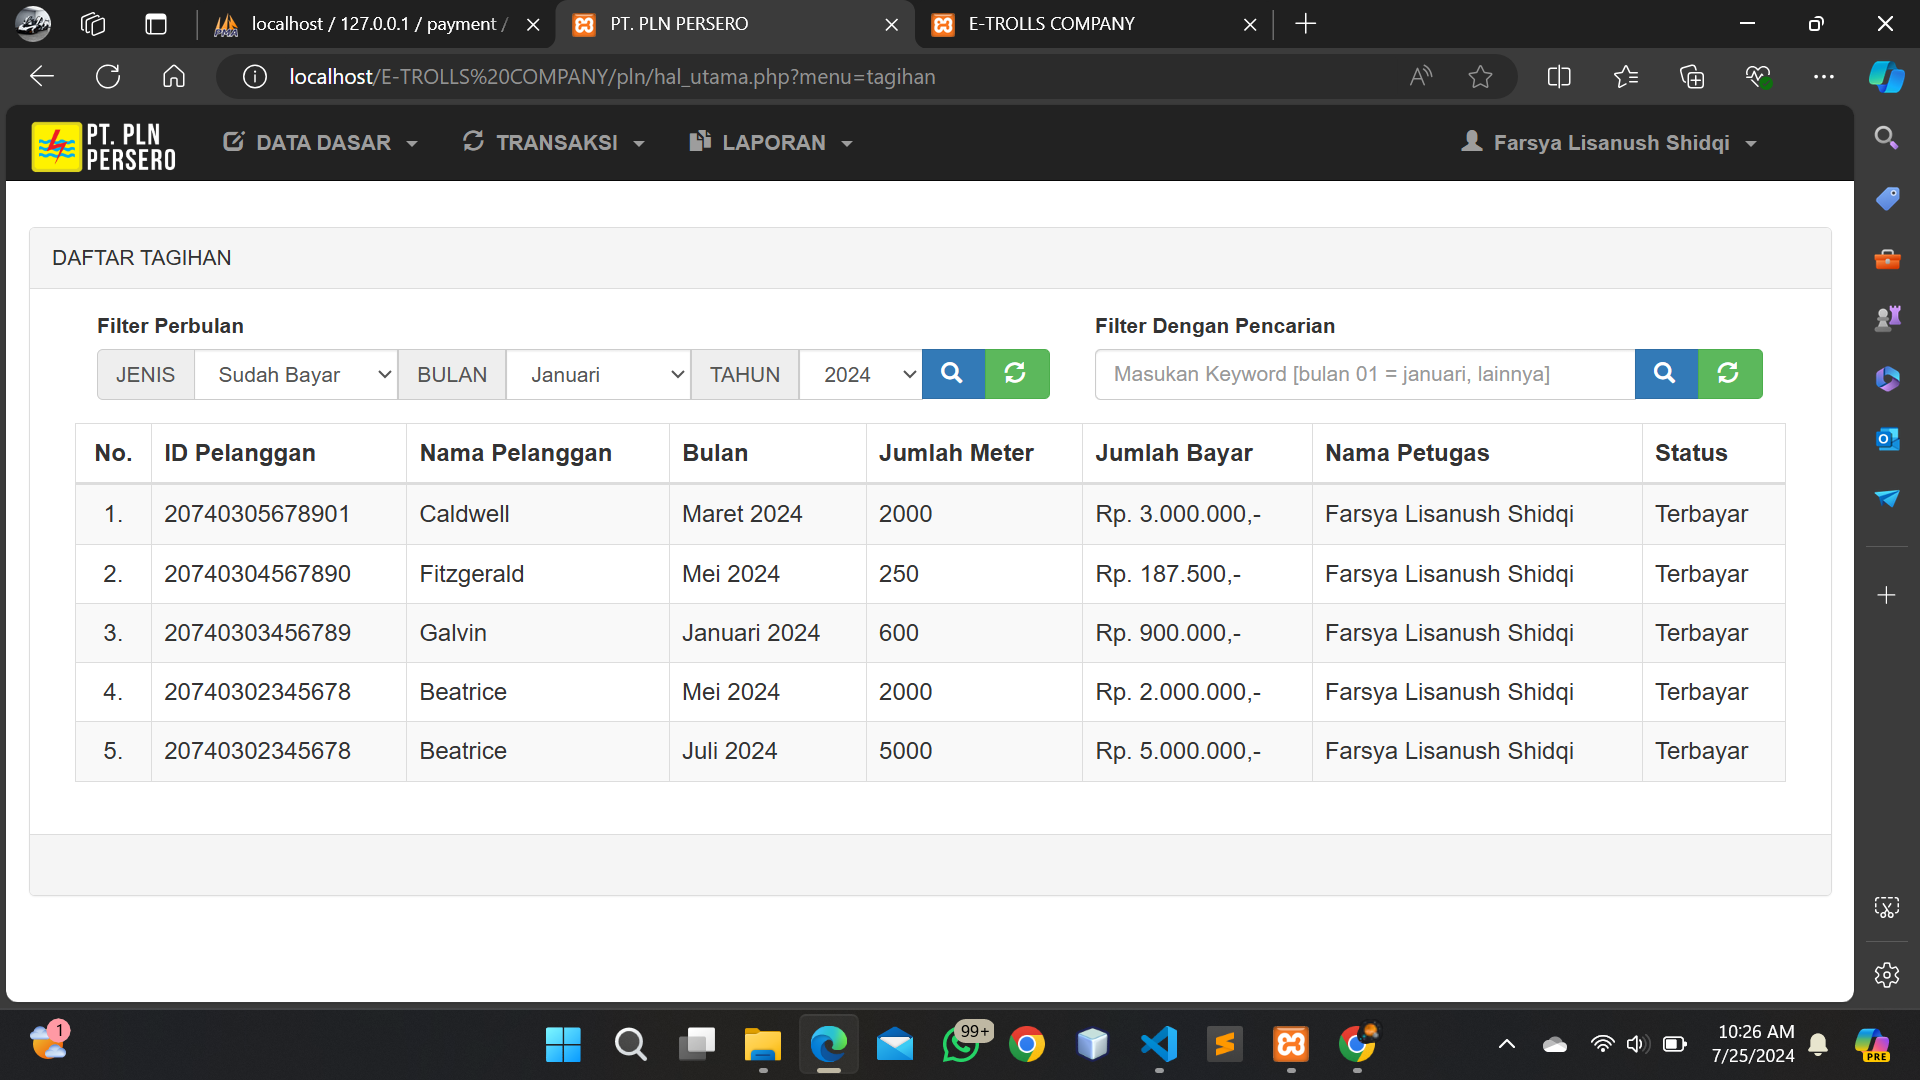 localhost / 127.0.0.1 / payment /
PT. PLN PERSERO
E-TROLLS COMPANY
localhost/E-TROLLS%20COMPANY/pln/hal_utama.php?menu=tagihan
PT. PLN
PERSERO
DATA DASAR
TRANSAKSI
LAPORAN
Farsya Lisanush Shidqi
DAFTAR TAGIHAN
Filter Perbulan
Filter Dengan Pencarian
JENIS Sudah Bayar BULAN Januari TAHUN 2024
Masukan Keyword [bulan 01 = januari, lainnya]
No. ID Pelanggan Nama Pelanggan Bulan Jumlah Meter Jumlah Bayar Nama Petugas Status
1. 20740305678901 Caldwell Maret 2024 2000 Rp. 3.000.000,- Farsya Lisanush Shidqi Terbayar
2. 20740304567890 Fitzgerald Mei 2024 250 Rp. 187.500,- Farsya Lisanush Shidqi Terbayar
3. 20740303456789 Galvin Januari 2024 600 Rp. 900.000,- Farsya Lisanush Shidqi Terbayar
4. 20740302345678 Beatrice Mei 2024 2000 Rp. 2.000.000,- Farsya Lisanush Shidqi Terbayar
5. 20740302345678 Beatrice Juli 2024 5000 Rp. 5.000.000,- Farsya Lisanush Shidqi Terbayar
1
99+
10:26 AM
7/25/2024
PRE